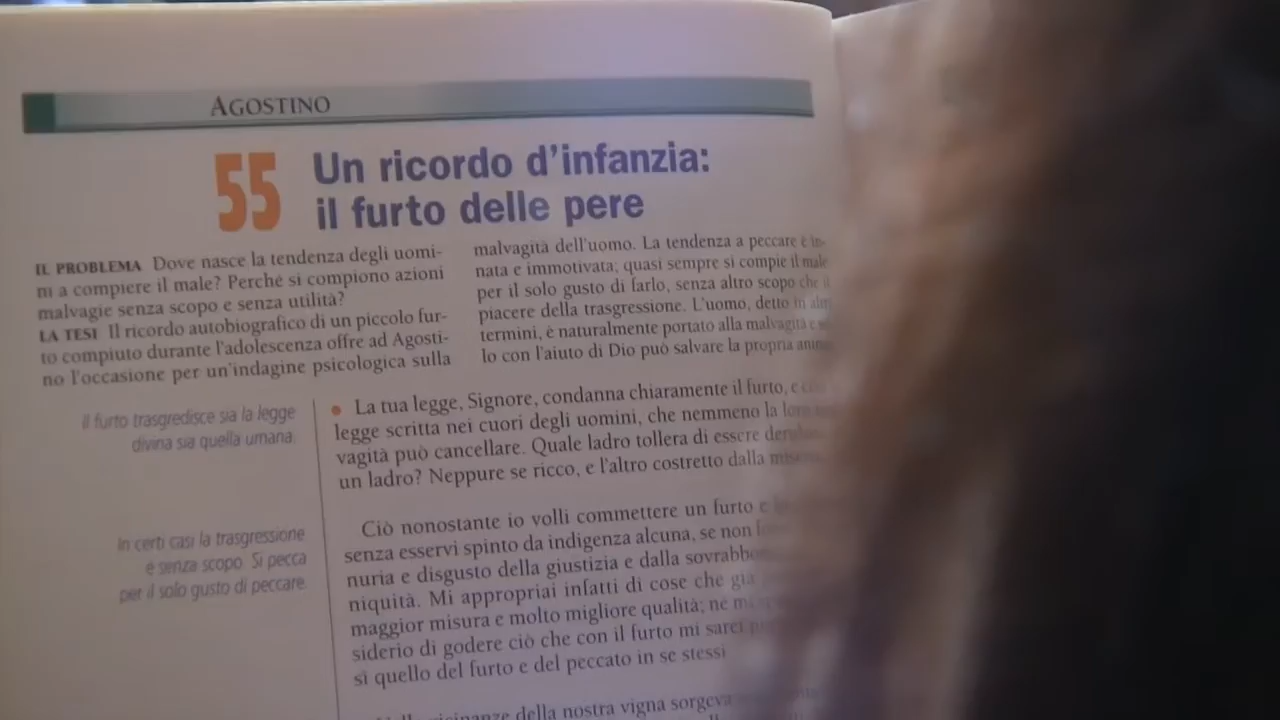 AGOSTINO
55 Un ricordo d'infanzia:
il furto delle pere
IL PROBLEMA Dove nasce la tendenza degli uomi-
ni a compiere il male? Perché si compiono azioni
malvagie senza scopo e senza utilità?
LA TESI Il ricordo autobiografico di un piccolo fur-
to compiuto durante l'adolescenza offre ad Agosti-
no l'occasione per un'indagine psicologica sulla
malvagità dell'uomo. La tendenza a peccare è in-
nata e immotivata; quasi sempre si compie il male
per il solo gusto di farlo, senza altro scopo che il
piacere della trasgressione. L'uomo, detto in altri
termini, è naturalmente portato alla malvagità e
lo con l'aiuto di Dio può salvare la propria
Il furto trasgredisce sia la legge
divina sia quella umana.
In certi casi la trasgressione
è senza scopo. Si pecca
per il solo gusto di peccare.
La tua legge, Signore, condanna chiaramente il furto, e
legge scritta nei cuori degli uomini, che nemmeno la
vagità può cancellare. Quale ladro tollera di essere
un ladro? Neppure se ricco, e l'altro costretto dalla
Ciò nonostante io volli commettere un furto e
senza esservi spinto da indigenza alcuna, se non
nuria e disgusto della giustizia e dalla
niquità. Mi appropriai infatti di cose che già
maggior misura e molto migliore qualità; né
siderio di godere ciò che con il furto mi sarei
sì quello del furto e del peccato in se stessi
della nostra vigna sorgeva